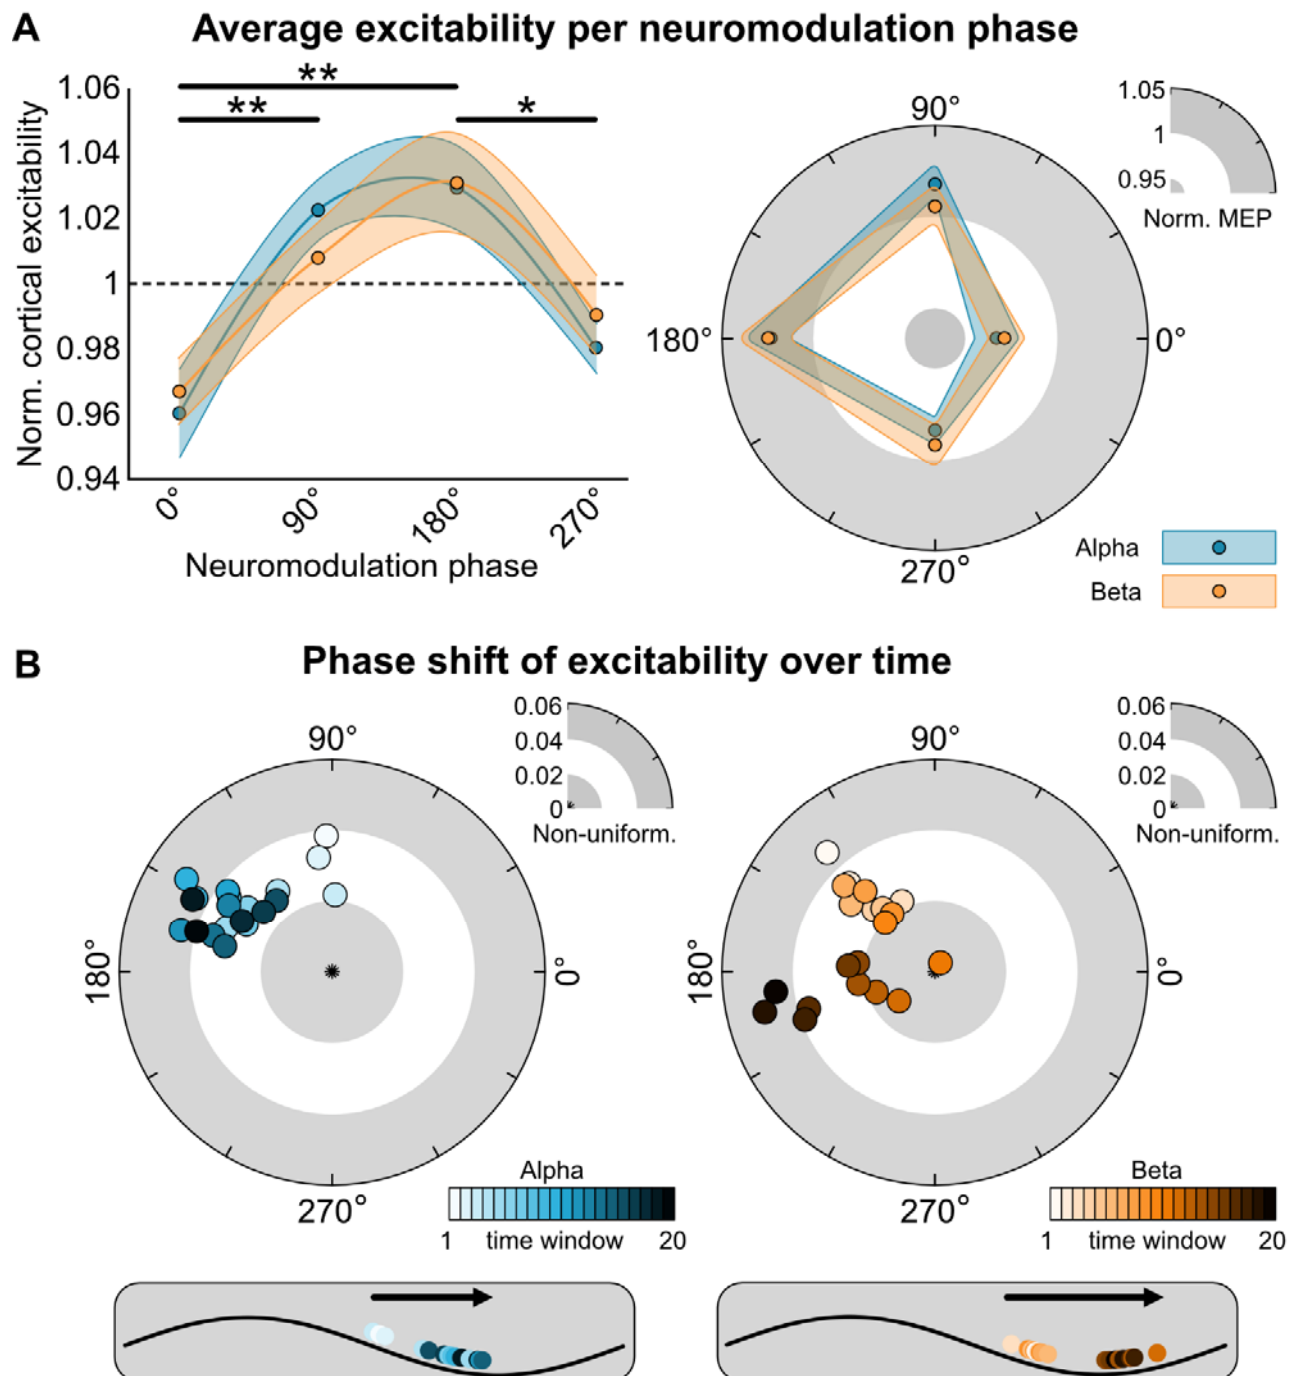 A
Average excitability per neuromodulation phase
Norm. cortical excitability
1.06
1.04
1.02
1
0.98
0.96
0.94
**
**
*
0°
90°
180°
270°
Neuromodulation phase
90°
180°
0°
270°
1.05
1
0.95
Norm. MEP
Alpha
Beta
B
Phase shift of excitability over time
90°
180°
0°
270°
0.06
0.04
0.02
0
Non-uniform.
Alpha
1 time window 20
90°
180°
0°
270°
0.06
0.04
0.02
0
Non-uniform.
Beta
1 time window 20